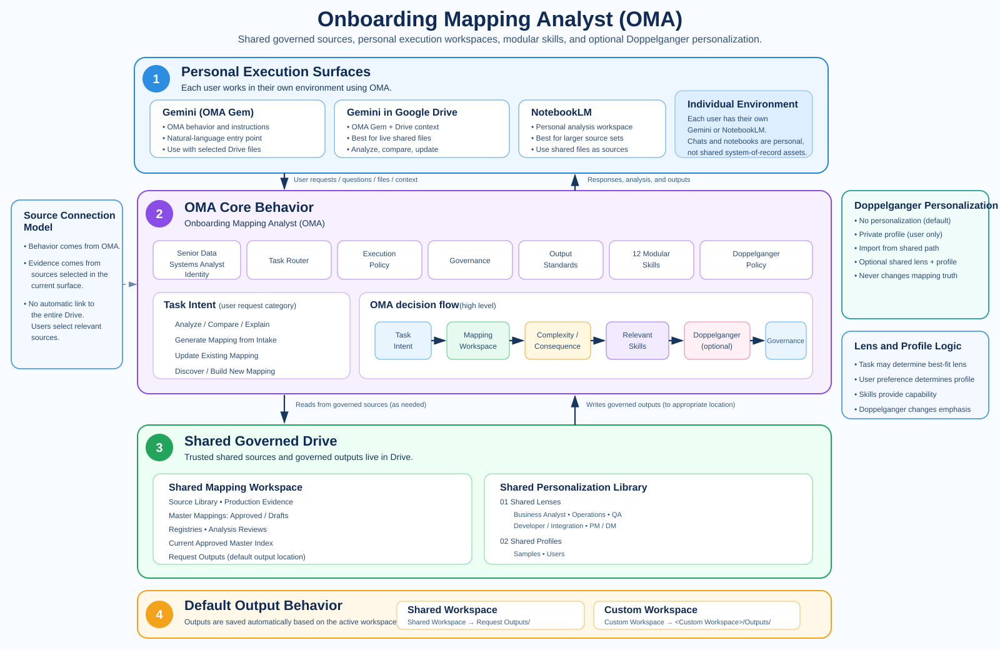 Onboarding Mapping Analyst (OMA)
Shared governed sources, personal execution workspaces, modular skills, and optional Doppelganger personalization.
1
Personal Execution Surfaces
Each user works in their own environment using OMA.
Gemini (OMA Gem)
• OMA behavior and instructions
• Natural-language entry point
• Use with selected Drive files
Gemini in Google Drive
• OMA Gem + Drive context
• Best for live shared files
• Analyze, compare, update
NotebookLM
• Personal analysis workspace
• Best for larger source sets
• Use shared files as sources
Individual Environment
Each user has their own
Gemini or NotebookLM.
Chats and notebooks are personal,
not shared system-of-record assets.
User requests / questions / files / context
Responses, analysis, and outputs
Source Connection
Model
• Behavior comes from OMA.
• Evidence comes from
sources selected in the
current surface.
• No automatic link to
the entire Drive.
Users select relevant
sources.
2
OMA Core Behavior
Onboarding Mapping Analyst (OMA)
Senior Data
Systems Analyst
Identity
Task Router
Execution
Policy
Governance
Output
Standards
12 Modular
Skills
Doppelganger
Policy
Task Intent (user request category)
Analyze / Compare / Explain
Generate Mapping from Intake
Update Existing Mapping
Discover / Build New Mapping
OMA decision flow(high level)
Task
Intent
Mapping
Workspace
Complexity /
Consequence
Relevant
Skills
Doppelganger
(optional)
Governance
Doppelganger Personalization
• No personalization (default)
• Private profile (user only)
• Import from shared path
• Optional shared lens + profile
• Never changes mapping truth
Lens and Profile Logic
• Task may determine best-fit lens
• User preference determines profile
• Skills provide capability
• Doppelganger changes emphasis
Reads from governed sources (as needed)
Writes governed outputs (to appropriate location)
3
Shared Governed Drive
Trusted shared sources and governed outputs live in Drive.
Shared Mapping Workspace
Source Library • Production Evidence
Master Mappings: Approved / Drafts
Registries • Analysis Reviews
Current Approved Master Index
Request Outputs (default output location)
Shared Personalization Library
01 Shared Lenses
Business Analyst • Operations • QA
Developer / Integration • PM / DM
02 Shared Profiles
Samples • Users
4
Default Output Behavior
Outputs are saved automatically based on the active workspace
Shared Workspace
Shared Workspace → Request Outputs/
Custom Workspace
Custom Workspace → <Custom Workspace>/Outputs/